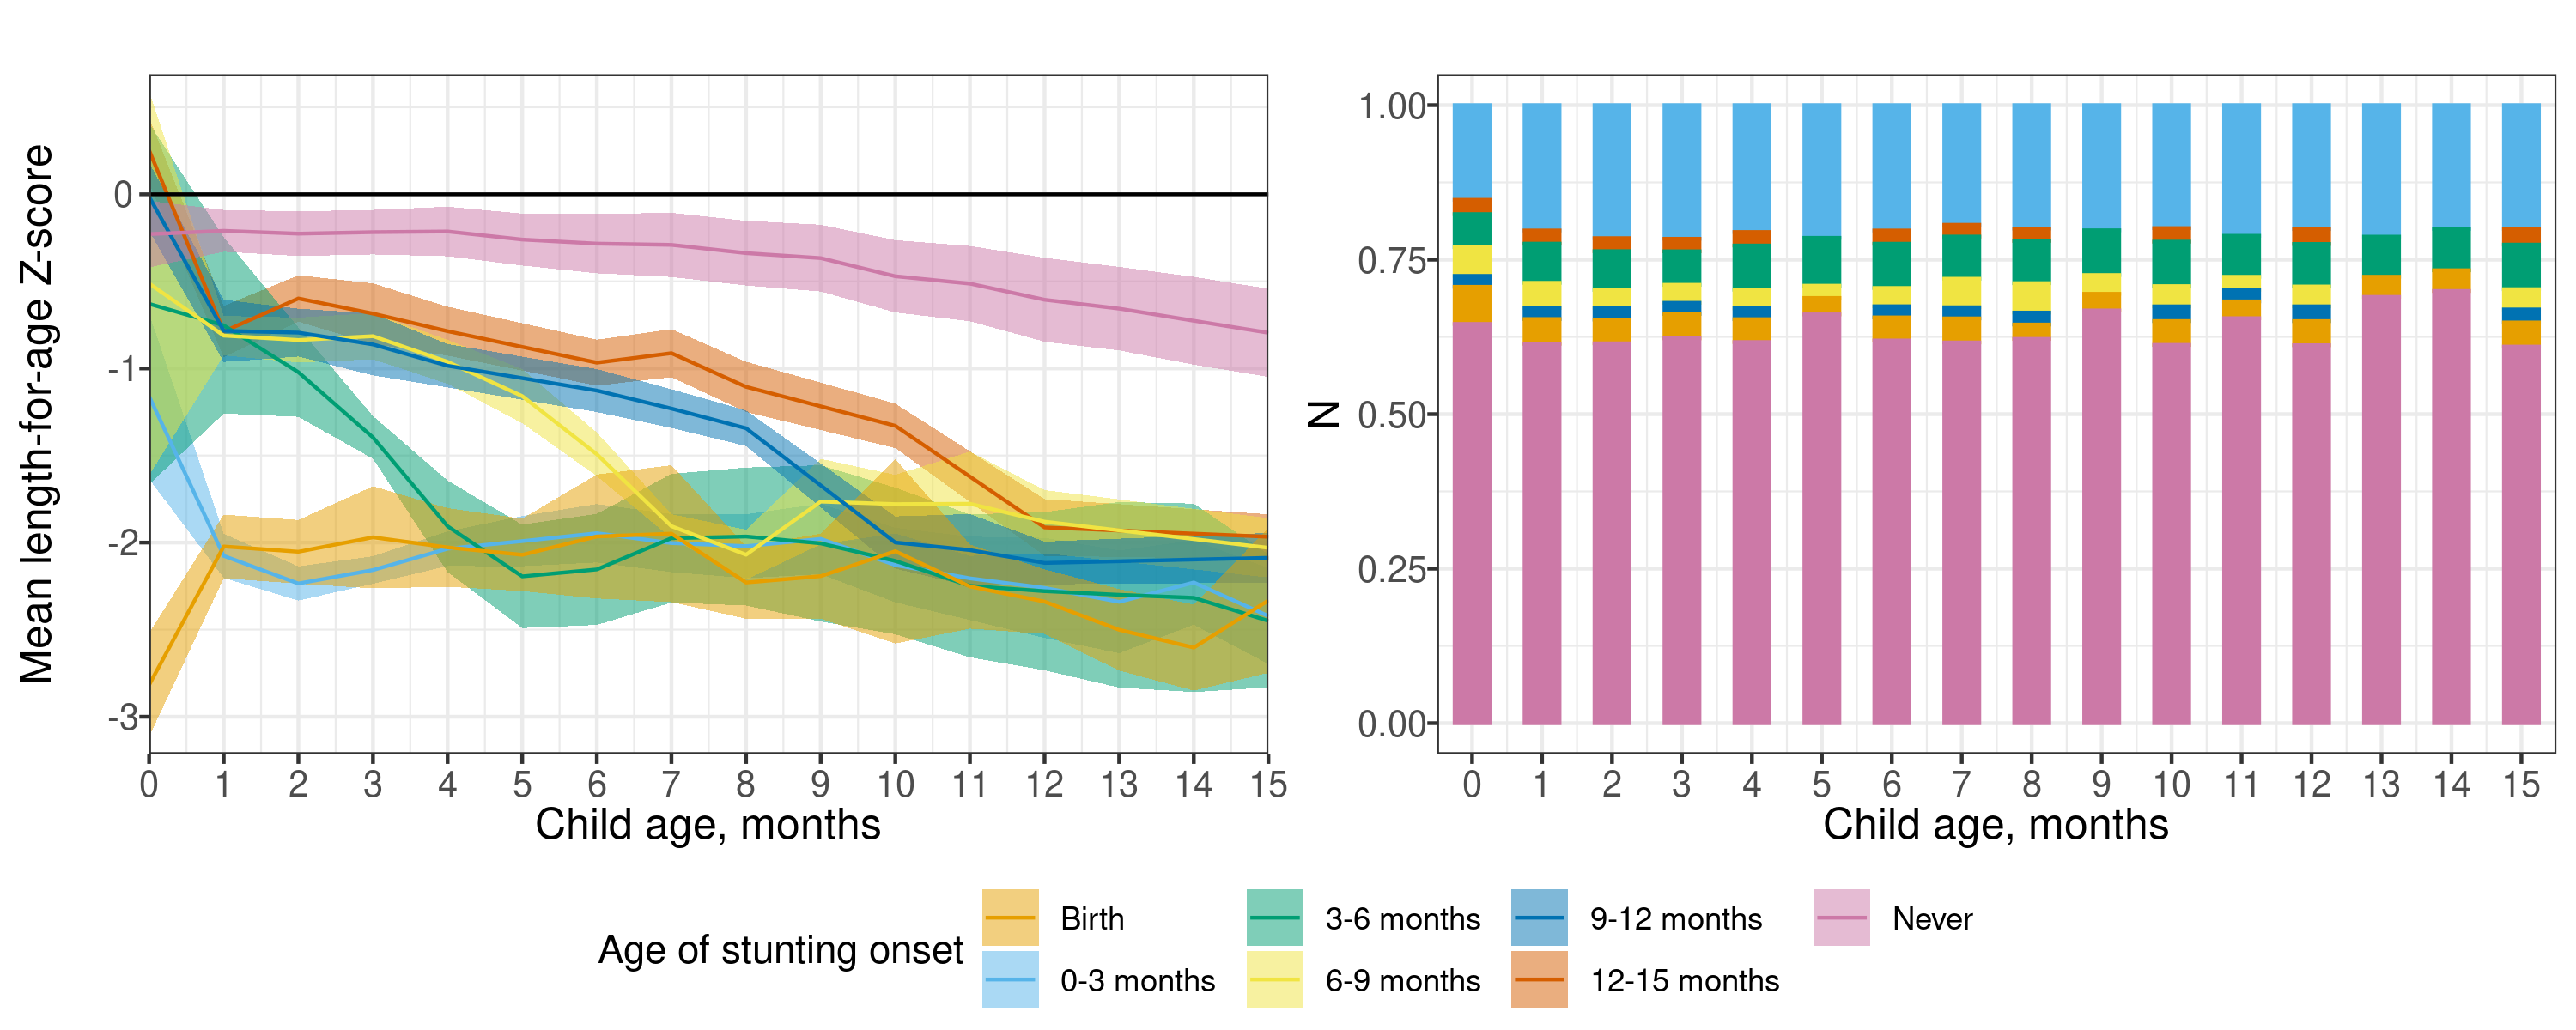 Mean length-for-age Z-score
0
-1
-2
-3
0 1 2 3 4 5 6 7 8 9 10 11 12 13 14 15
Child age, months
N
1.00
0.75
0.50
0.25
0.00
0 1 2 3 4 5 6 7 8 9 10 11 12 13 14 15
Child age, months
Age of stunting onset
Birth
0-3 months
3-6 months
6-9 months
9-12 months
12-15 months
Never